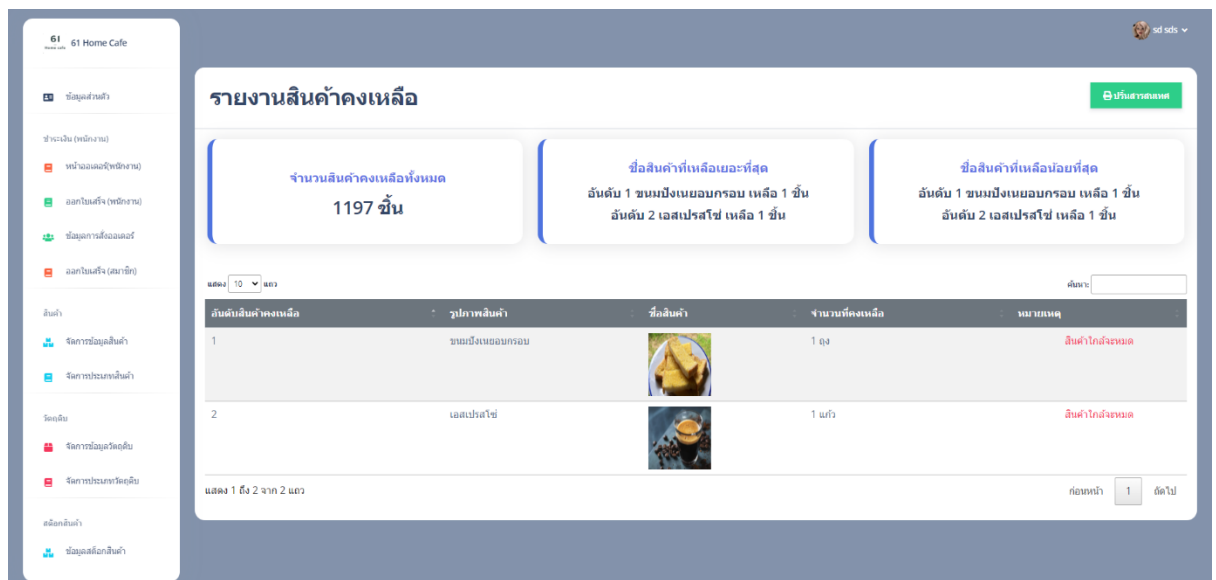 61
Home cafe
61 Home Cafe
sd sds
ข้อมูลส่วนตัว
ชำระเงิน (พนักงาน)
หน้าออเดอร์(พนักงาน)
ออกใบเสร็จ (พนักงาน)
ข้อมูลการสั่งออเดอร์
ออกใบเสร็จ (สมาชิก)
สินค้า
จัดการข้อมูลสินค้า
จัดการประเภทสินค้า
วัตถุดิบ
จัดการข้อมูลวัตถุดิบ
จัดการประเภทวัตถุดิบ
สต็อกสินค้า
ข้อมูลสต็อกสินค้า
รายงานสินค้าคงเหลือ
ปริ้นสารสนเทศ
จำนวนสินค้าคงเหลือทั้งหมด
1197 ชิ้น
ชื่อสินค้าที่เหลือเยอะที่สุด
อันดับ 1 ขนมปังเนยอบกรอบ เหลือ 1 ชิ้น
อันดับ 2 เอสเปรสโซ่ เหลือ 1 ชิ้น
ชื่อสินค้าที่เหลือน้อยที่สุด
อันดับ 1 ขนมปังเนยอบกรอบ เหลือ 1 ชิ้น
อันดับ 2 เอสเปรสโซ่ เหลือ 1 ชิ้น
แสดง 10 แถว
ค้นหา:
อันดับสินค้าคงเหลือ รูปภาพสินค้า ชื่อสินค้า จำนวนที่คงเหลือ หมายเหตุ
1 ขนมปังเนยอบกรอบ 1 ถุง สินค้าใกล้จะหมด
2 เอสเปรสโซ่ 1 แก้ว สินค้าใกล้จะหมด
แสดง 1 ถึง 2 จาก 2 แถว
ก่อนหน้า 1 ถัดไป